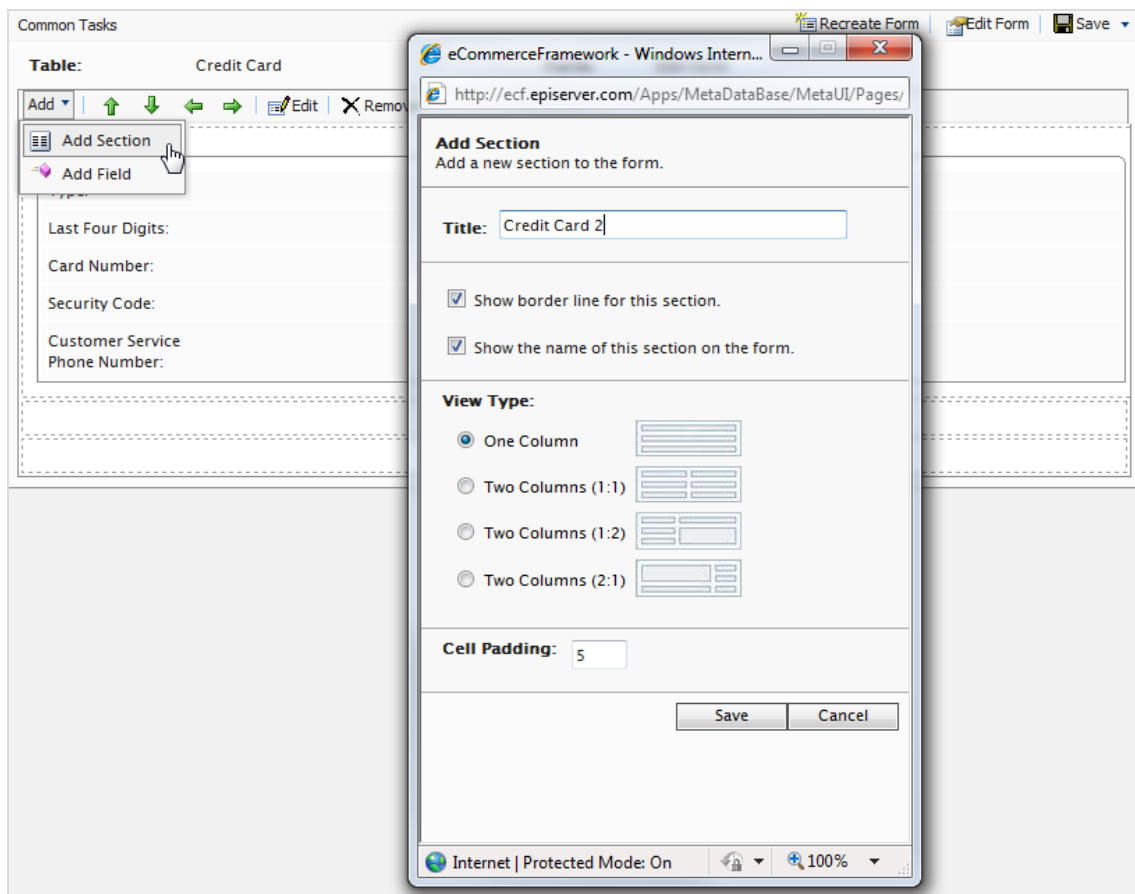 Common Tasks
Recreate Form
Edit Form
Save
Table:
Credit Card
Add
Edit
Remov
Add Section
Add Field
Last Four Digits:
Card Number:
Security Code:
Customer Service
Phone Number:
eCommerceFramework - Windows Intern...
http://ecf.episerver.com/Apps/MetaDataBase/MetaUI/Pages/
Add Section
Add a new section to the form.
Title:
Credit Card 2
Show border line for this section.
Show the name of this section on the form.
View Type:
One Column
Two Columns (1:1)
Two Columns (1:2)
Two Columns (2:1)
Cell Padding:
5
Save
Cancel
Internet | Protected Mode: On
100%